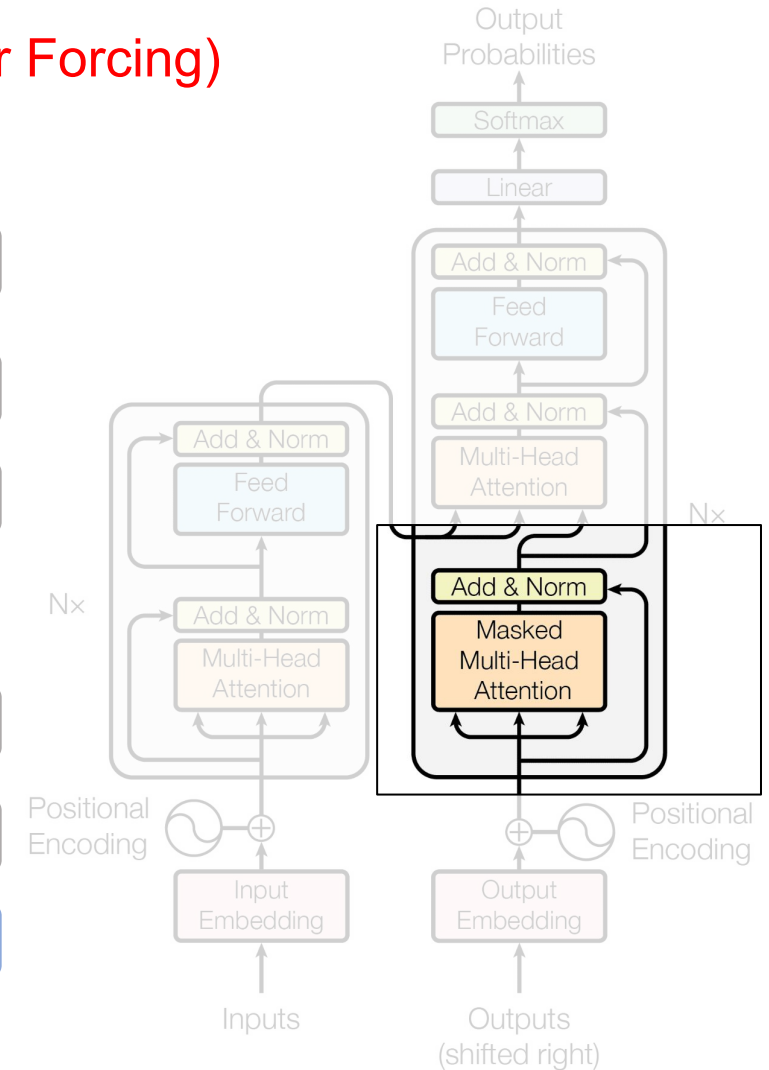 r Forcing)
Output
Probabilities
Softmax
Linear
Add & Norm
Feed
Forward
Add & Norm
Multi-Head
Attention
N×
Add & Norm
Masked
Multi-Head
Attention
Add & Norm
Feed
Forward
N×
Add & Norm
Multi-Head
Attention
Positional
Encoding
Positional
Encoding
Input
Embedding
Output
Embedding
Inputs
Outputs
(shifted right)